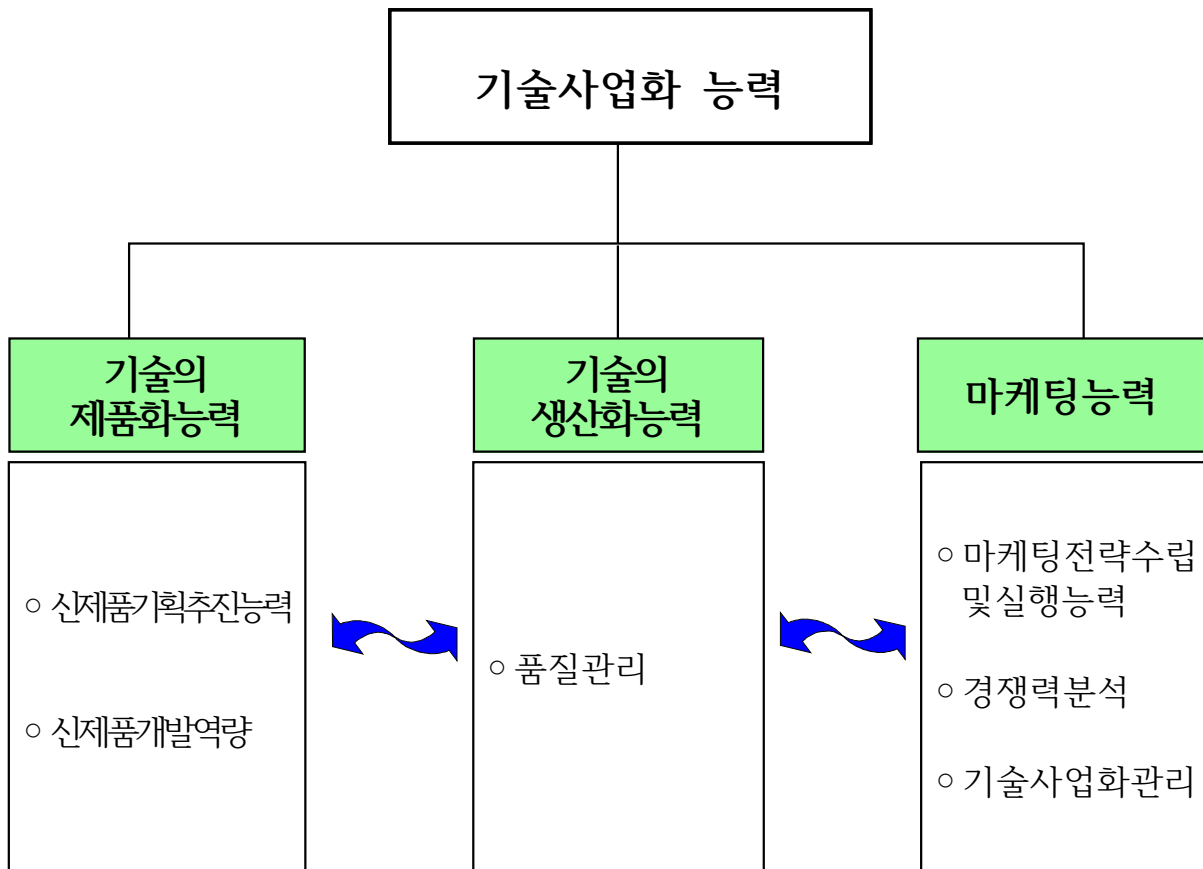 기술사업화 능력
기술의
제품화능력
기술의
생산화능력
마케팅능력
○ 신제품기획추진능력
○ 신제품개발역량
○ 품질관리
○ 마케팅전략수립
및실행능력
○ 경쟁력분석
○ 기술사업화관리